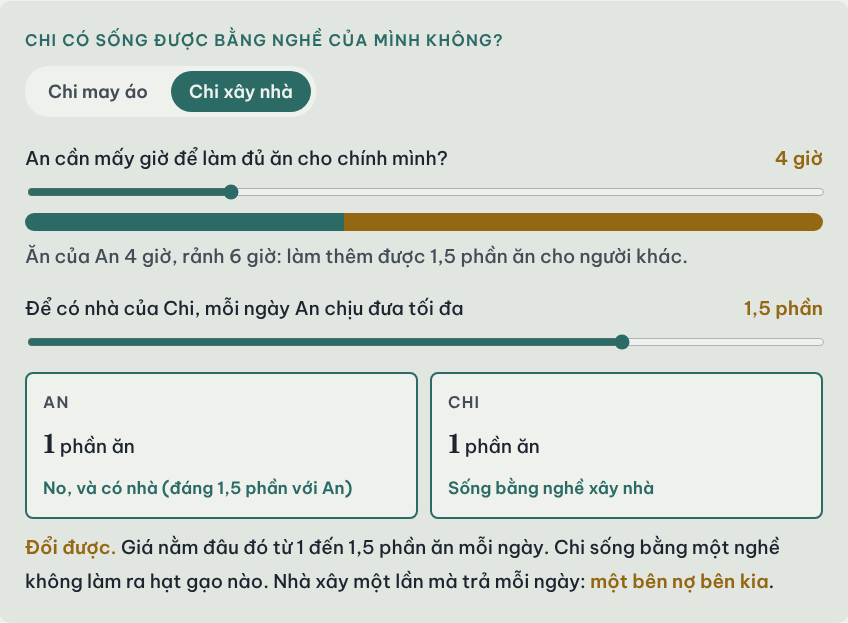 CHI CÓ SỐNG ĐƯỢC BẰNG NGHỀ CỦA MÌNH KHÔNG?
Chi may áo
Chi xây nhà
An cần mấy giờ để làm đủ ăn cho chính mình?
4 giờ
Ăn của An 4 giờ, rảnh 6 giờ: làm thêm được 1,5 phần ăn cho người khác.
Để có nhà của Chi, mỗi ngày An chịu đưa tối đa
1,5 phần
AN
1 phần ăn
No, và có nhà (đáng 1,5 phần với An)
CHI
1 phần ăn
Sống bằng nghề xây nhà
Đổi được. Giá nằm đâu đó từ 1 đến 1,5 phần ăn mỗi ngày. Chi sống bằng một nghề
không làm ra hạt gạo nào. Nhà xây một lần mà trả mỗi ngày: một bên nợ bên kia.